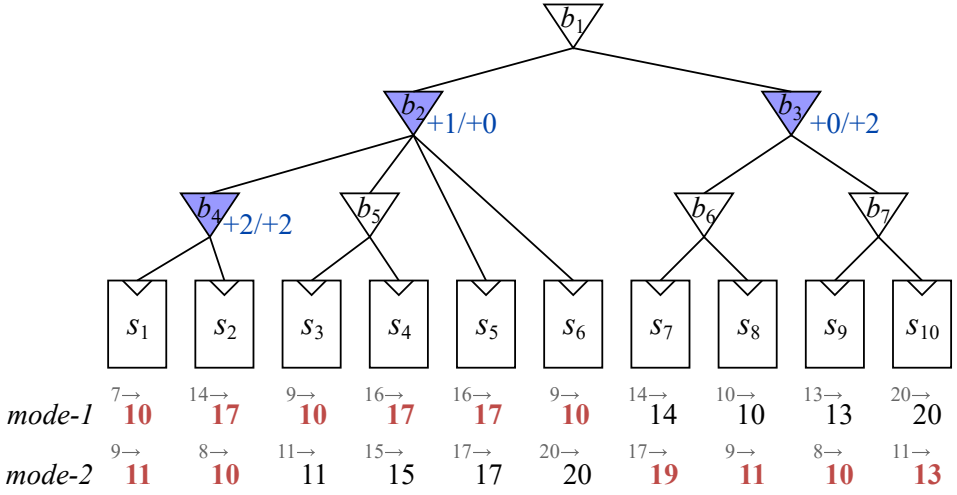 b₁
b₂ b₃
+1/+0 +0/+2
b₄ b₅ b₆ b₇
+2/+2
s₁ s₂ s₃ s₄ s₅ s₆ s₇ s₈ s₉ s₁₀
7→ 14→ 9→ 16→ 16→ 9→ 14→ 10→ 13→ 20→
mode-1 10 17 10 17 17 10 14 10 13 20
9→ 8→ 11→ 15→ 17→ 20→ 17→ 9→ 8→ 11→
mode-2 11 10 11 15 17 20 19 11 10 13